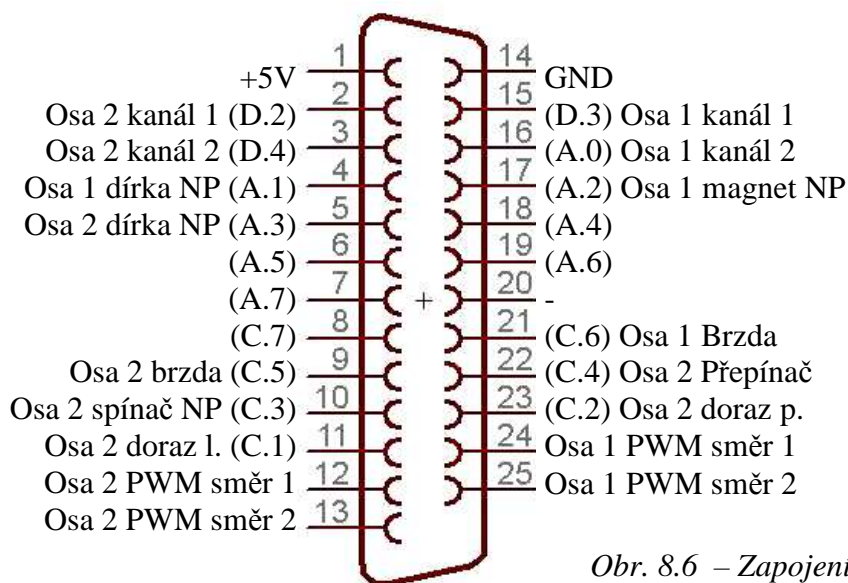 +5V 1 14 GND
Osa 2 kanál 1 (D.2) 2 15 (D.3) Osa 1 kanál 1
Osa 2 kanál 2 (D.4) 3 16 (A.0) Osa 1 kanál 2
Osa 1 dírka NP (A.1) 4 17 (A.2) Osa 1 magnet NP
Osa 2 dírka NP (A.3) 5 18 (A.4)
(A.5) 6 19 (A.6)
(A.7) 7 + 20 -
(C.7) 8 21 (C.6) Osa 1 Brzda
Osa 2 brzda (C.5) 9 22 (C.4) Osa 2 Přepínač
Osa 2 spínač NP (C.3) 10 23 (C.2) Osa 2 doraz p.
Osa 2 doraz l. (C.1) 11 24 Osa 1 PWM směr 1
Osa 2 PWM směr 1 12 25 Osa 1 PWM směr 2
Osa 2 PWM směr 2 13
Obr. 8.6 – Zapojení